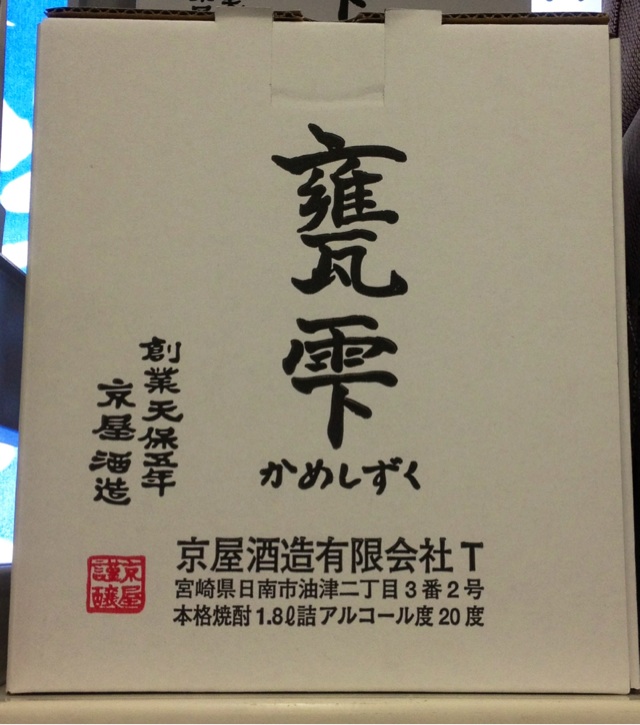 甕雫
かめしずく
創業天保五年
京屋酒造
京屋謹醸
京屋酒造有限会社T
宮崎県日南市油津二丁目3番2号
本格焼酎1.8ℓ詰アルコール度20度